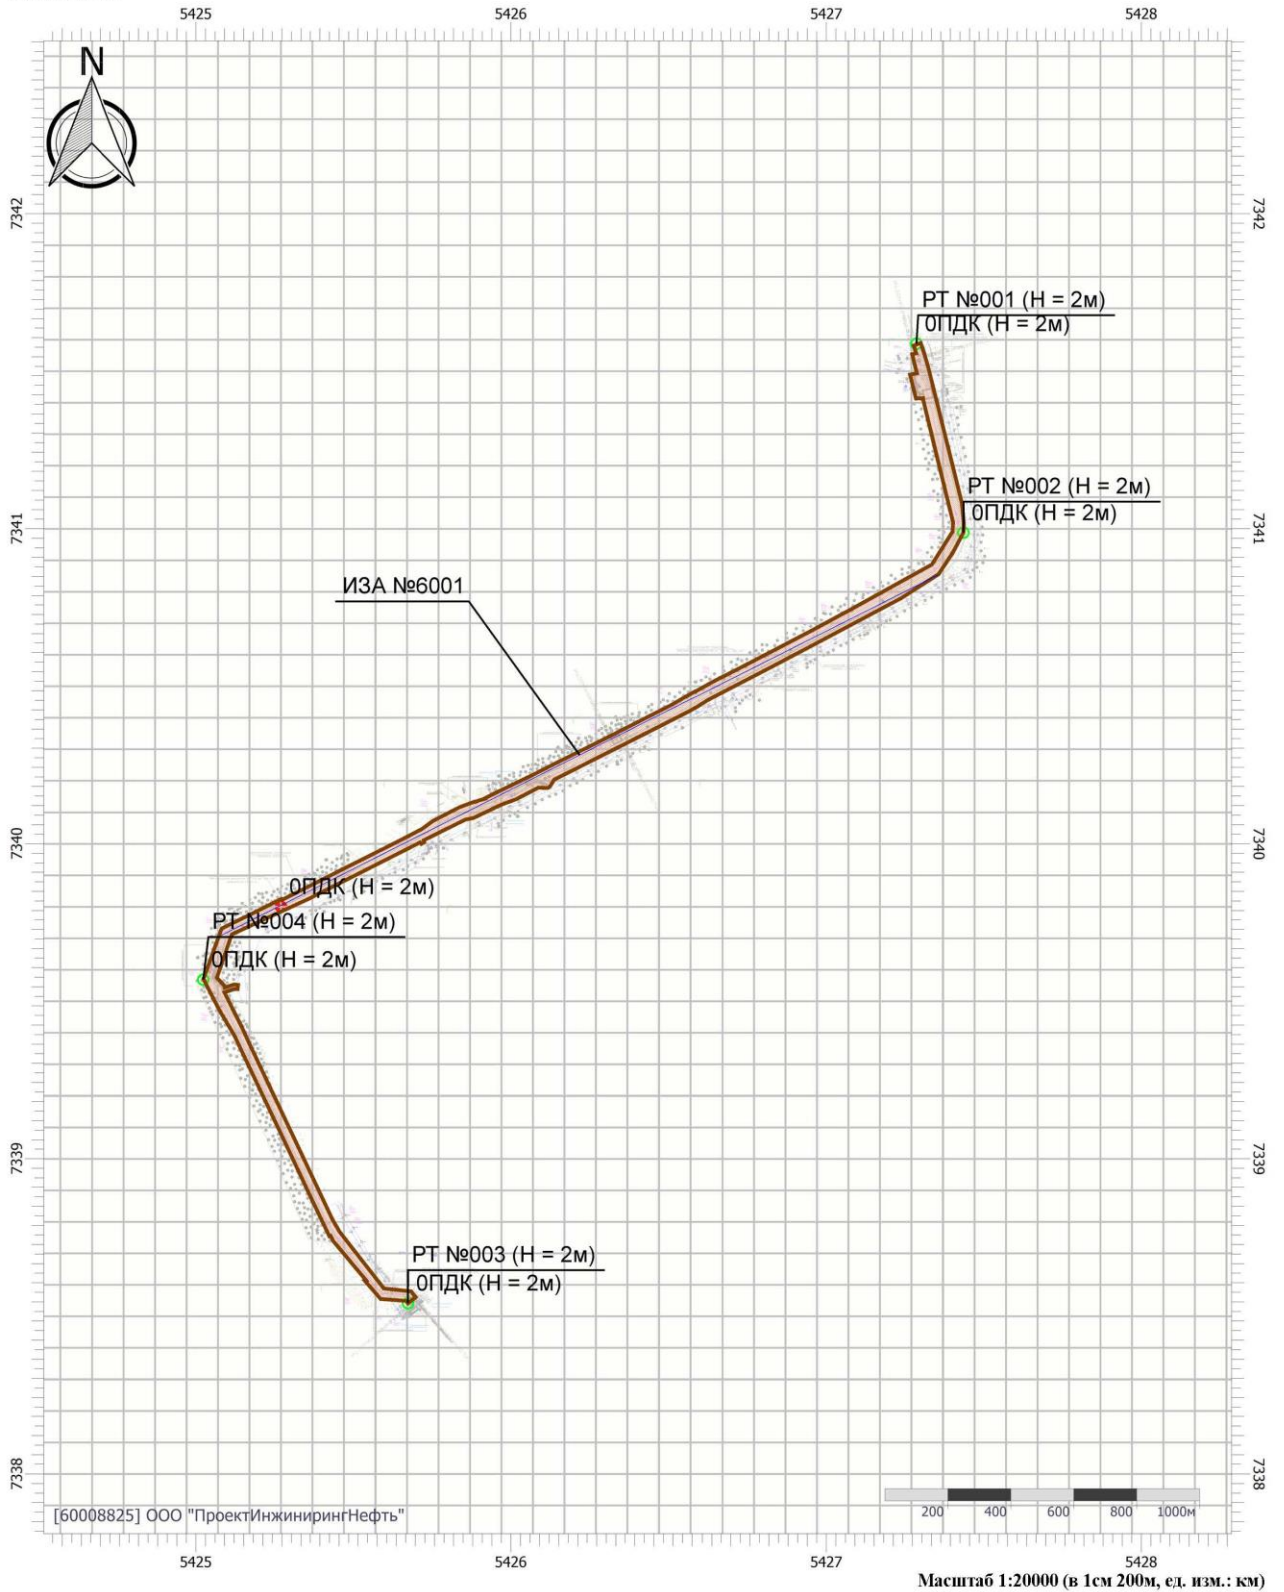 5425 5426 5427 5428
N
7342 7342
РТ №001 (Н = 2м)
0ПДК (Н = 2м)
РТ №002 (Н = 2м)
0ПДК (Н = 2м)
7341 7341
ИЗА №6001
7340 7340
0ПДК (Н = 2м)
РТ №004 (Н = 2м)
0ПДК (Н = 2м)
7339 7339
РТ №003 (Н = 2м)
0ПДК (Н = 2м)
7338 7338
[60008825] ООО "ПроектИнжинирингНефть"
200 400 600 800 1000м
5425 5426 5427 5428
Масштаб 1:20000 (в 1см 200м, ед. изм.: км)